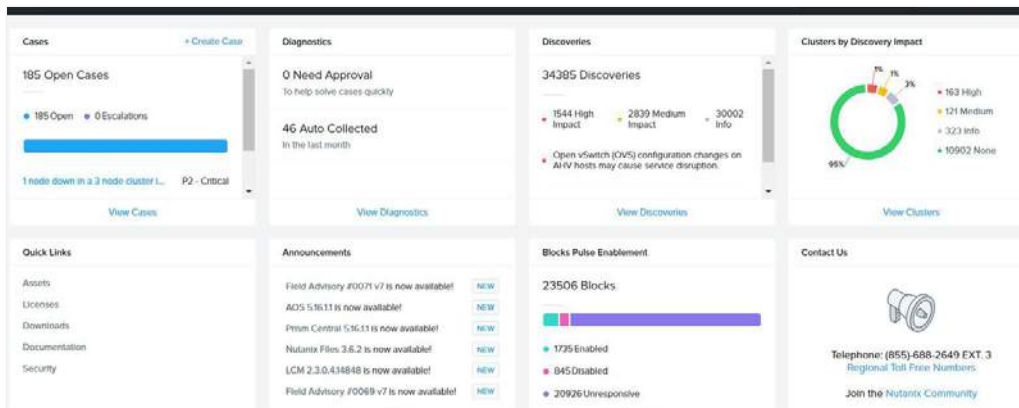 Cases
+ Create Case
185 Open Cases
185 Open
0 Escalations
1 node down in a 3 node cluster i...
P2 - Critical
View Cases
Diagnostics
0 Need Approval
To help solve cases quickly
46 Auto Collected
In the last month
View Diagnostics
Discoveries
34385 Discoveries
1544 High
Impact
2839 Medium
Impact
30002
Info
Open vSwitch (OVS) configuration changes on
AHV hosts may cause service disruption.
View Discoveries
Clusters by Discovery Impact
1%
1%
3%
95%
163 High
121 Medium
323 Info
10902 None
View Clusters
Quick Links
Assets
Licenses
Downloads
Documentation
Security
Announcements
Field Advisory #0071 v7 is now available! NEW
AOS 5.16.1.1 is now available! NEW
Prism Central 5.16.1.1 is now available! NEW
Nutanix Files 3.6.2 is now available! NEW
LCM 2.3.0.4.14848 is now available! NEW
Field Advisory #0069 v7 is now available! NEW
Blocks Pulse Enablement
23506 Blocks
1735 Enabled
845 Disabled
20926 Unresponsive
Contact Us
Telephone: (855)-688-2649 EXT. 3
Regional Toll Free Numbers
Join the Nutanix Community